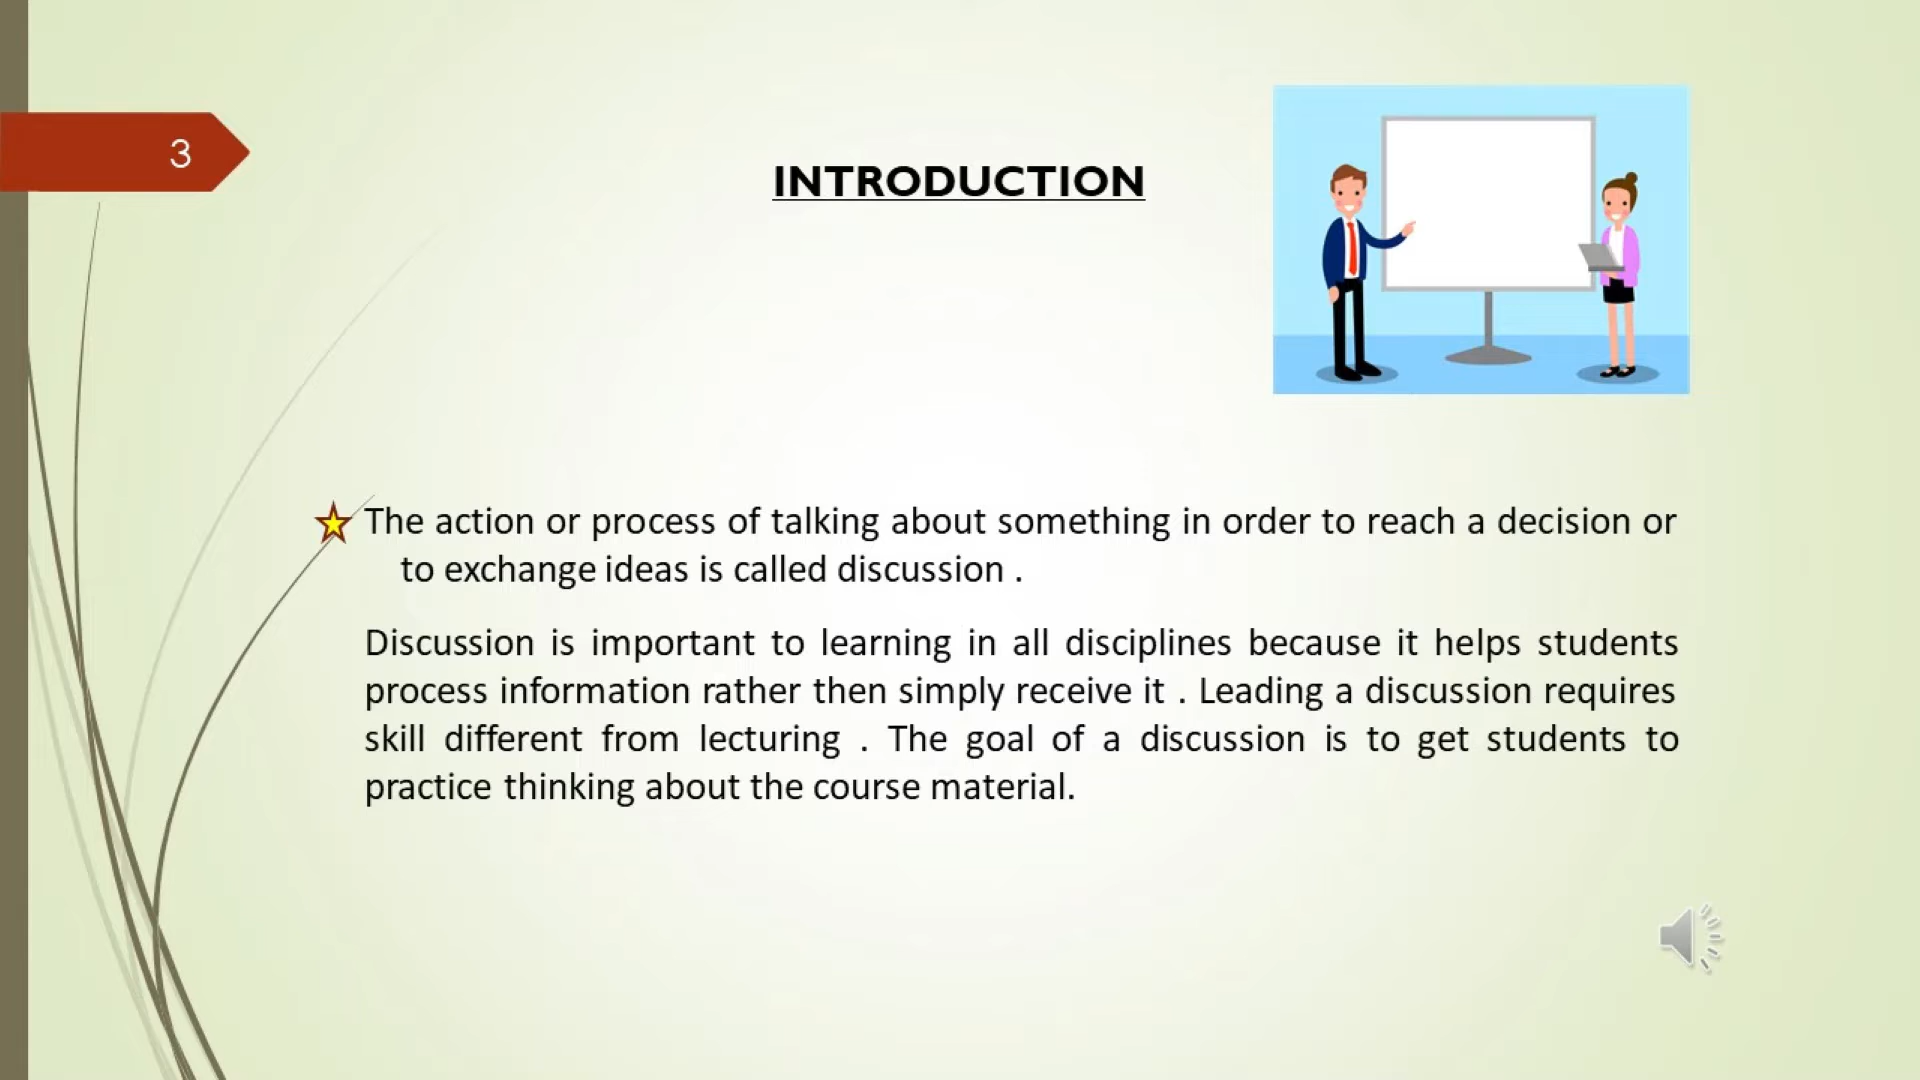 3
INTRODUCTION
The action or process of talking about something in order to reach a decision or
to exchange ideas is called discussion .
Discussion is important to learning in all disciplines because it helps students
process information rather then simply receive it . Leading a discussion requires
skill different from lecturing . The goal of a discussion is to get students to
practice thinking about the course material.